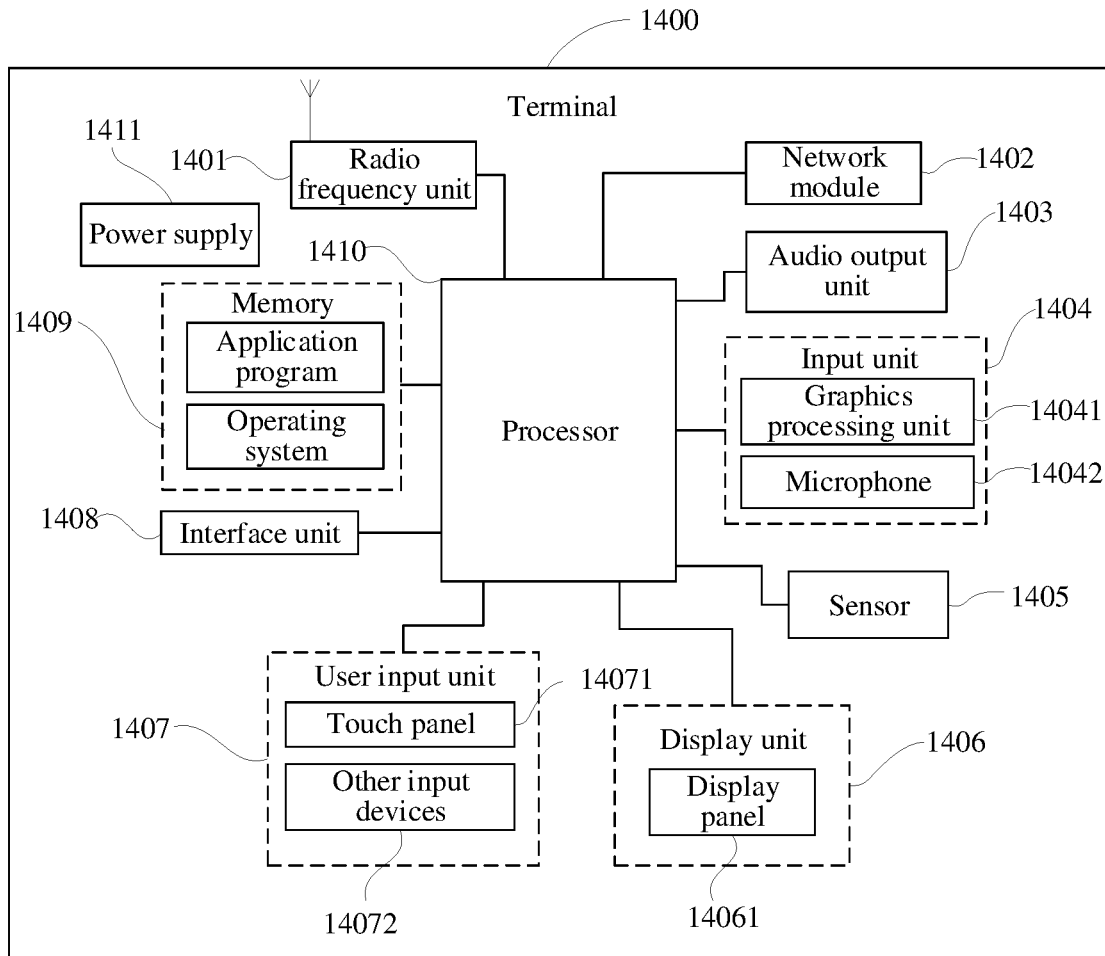 1400
Terminal
1411
1401
Radio
frequency unit
Network
module
1402
Power supply
1403
1410
Audio output
unit
Memory
1409
Application
program
Operating
system
Processor
1404
Input unit
Graphics
processing unit
14041
Microphone
14042
1408
Interface unit
Sensor
1405
User input unit
14071
1407
Touch panel
Other input
devices
14072
Display unit
1406
Display
panel
14061